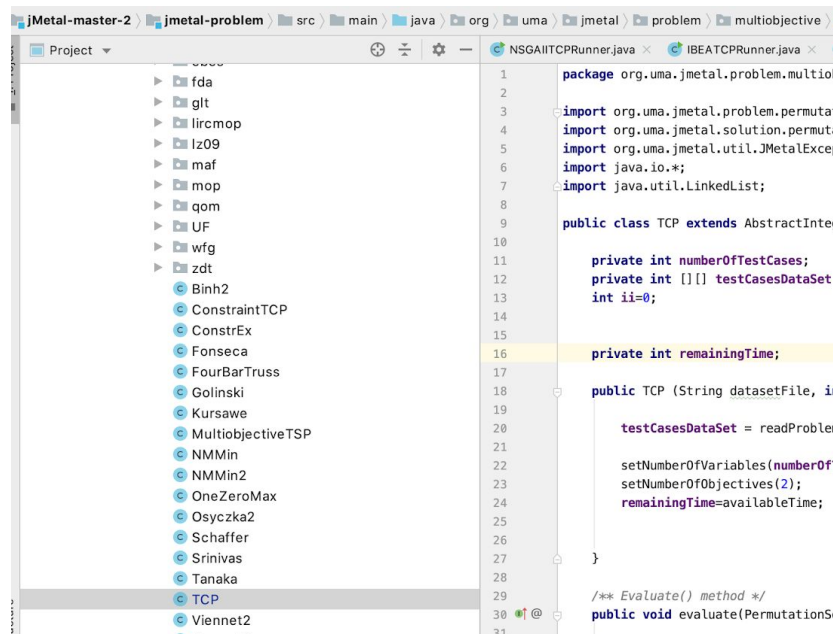 jMetal-master-2 jmetal-problem src main java org uma jmetal problem multiobjective
Project
NSGAIITCPRunner.java
IBEATCPRunner.java
fda
glt
lircmop
lz09
maf
mop
qom
UF
wfg
zdt
Binh2
ConstraintTCP
ConstrEx
Fonseca
FourBarTruss
Golinski
Kursawe
MultiobjectiveTSP
NMMin
NMMin2
OneZeroMax
Osyczka2
Schaffer
Srinivas
Tanaka
TCP
Viennet2
1 package org.uma.jmetal.problem.multiob
2
3 import org.uma.jmetal.problem.permuta
4 import org.uma.jmetal.solution.permuta
5 import org.uma.jmetal.util.JMetalExcep
6 import java.io.*;
7 import java.util.LinkedList;
8
9 public class TCP extends AbstractInteg
10
11 private int numberOfTestCases;
12 private int [][] testCasesDataSet
13 int ii=0;
14
15
16 private int remainingTime;
17
18 public TCP (String datasetFile, in
19
20 testCasesDataSet = readProblem
21
22 setNumberOfVariables(numberOfT
23 setNumberOfObjectives(2);
24 remainingTime=availableTime;
25
26
27 }
28
29 /** Evaluate() method */
30 @ public void evaluate(PermutationSo
31